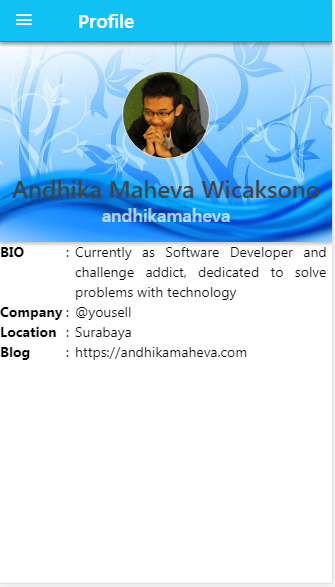 Profile
Andhika Maheva Wicaksono
andhikamaheva
BIO : Currently as Software Developer and
challenge addict, dedicated to solve
problems with technology
Company : @yousell
Location : Surabaya
Blog : https://andhikamaheva.com